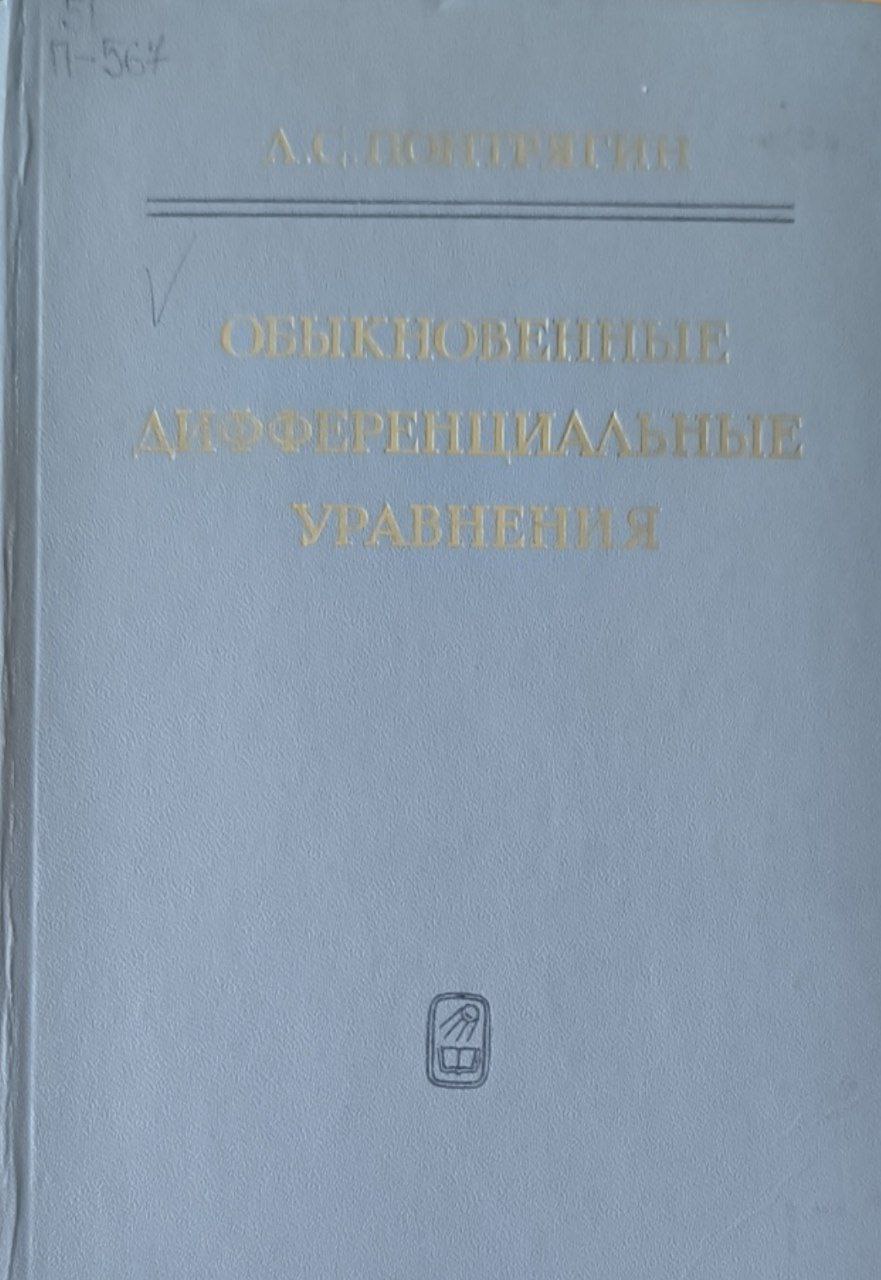 51
П-567
Л.С.ПОНТРЯГИН
ОБЫКНОВЕННЫЕ
ДИФФЕРЕНЦИАЛЬНЫЕ
УРАВНЕНИЯ